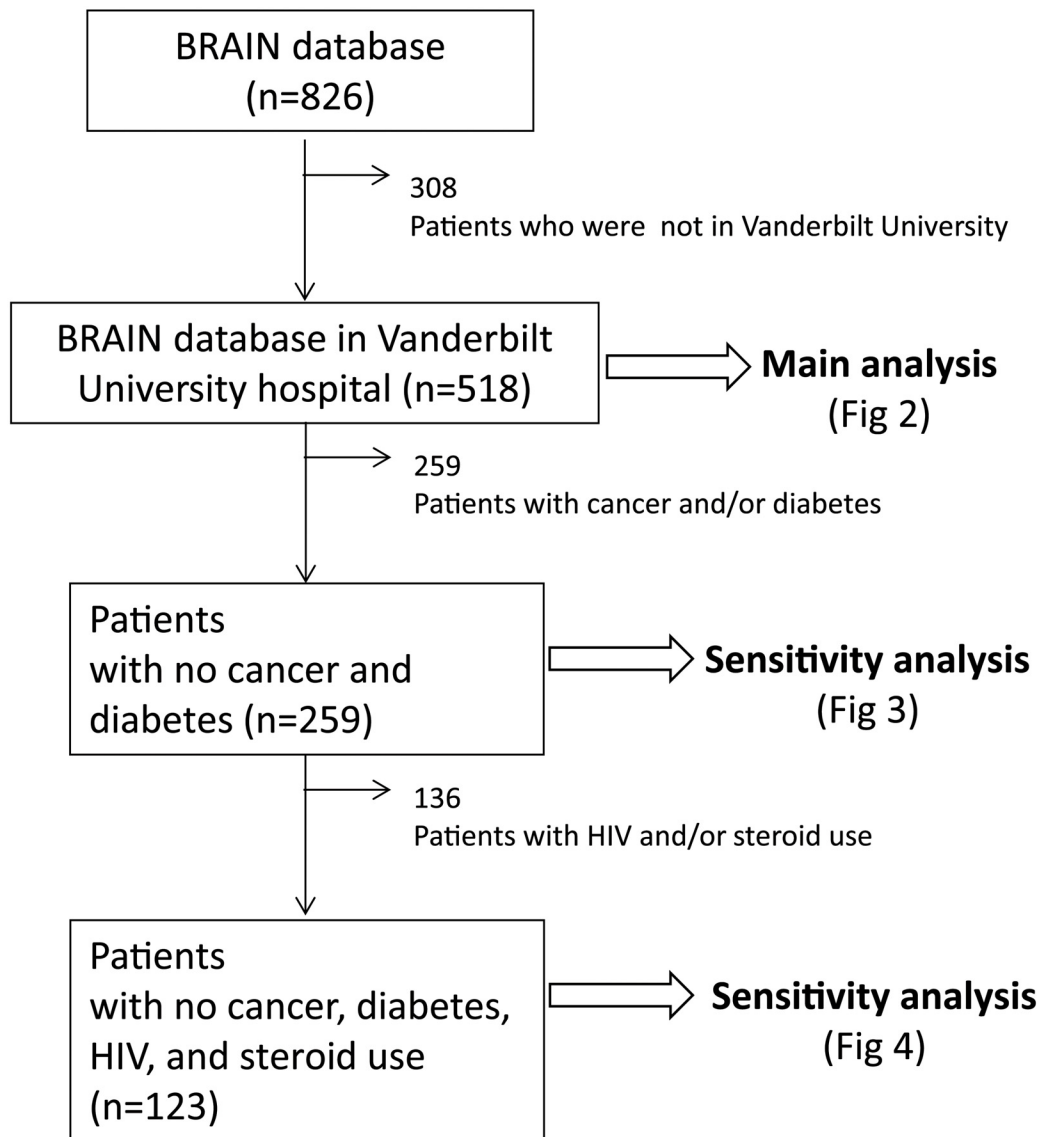 BRAIN database
(n=826)
308
Patients who were  not in Vanderbilt University
BRAIN database in Vanderbilt
University hospital (n=518)
Main analysis
(Fig 2)
259
Patients with cancer and/or diabetes
Patients
with no cancer and
diabetes (n=259)
Sensitivity analysis
(Fig 3)
136
Patients with HIV and/or steroid use
Patients
with no cancer, diabetes,
HIV, and steroid use
(n=123)
Sensitivity analysis
(Fig 4)